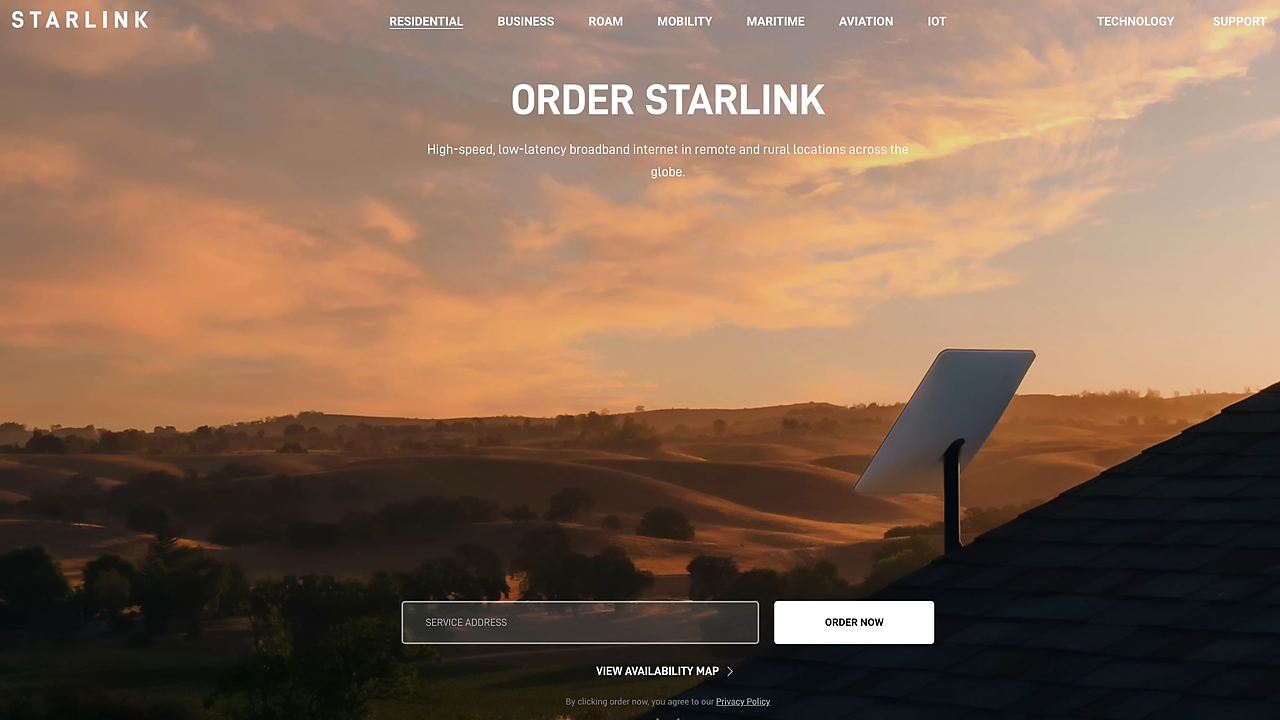 STARLINK
RESIDENTIAL BUSINESS ROAM MOBILITY MARITIME AVIATION IOT TECHNOLOGY SUPPORT
ORDER STARLINK
High-speed, low-latency broadband internet in remote and rural locations across the
globe.
SERVICE ADDRESS
ORDER NOW
VIEW AVAILABILITY MAP
By clicking order now, you agree to our Privacy Policy